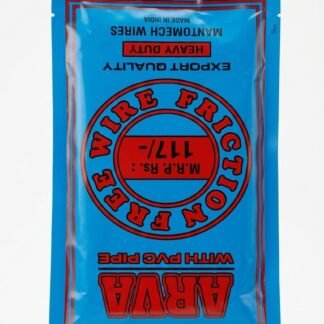 ARVA
WITH PVC PIPE
FRICTION FREE WIRE
M.R.P. Rs.:
117/-
EXPORT QUALITY
HEAVY DUTY
MANTOMECH WIRES
MADE IN INDIA